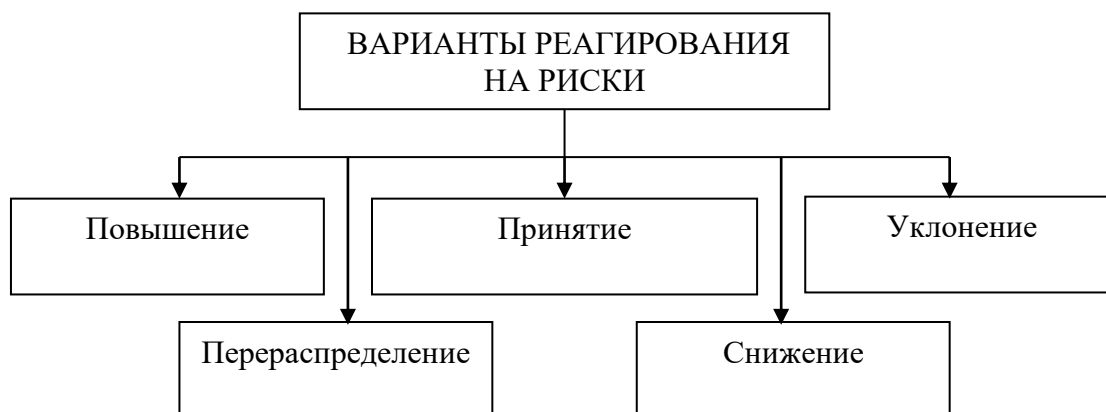 ВАРИАНТЫ РЕАГИРОВАНИЯ
НА РИСКИ
Повышение
Принятие
Уклонение
Перераспределение
Снижение